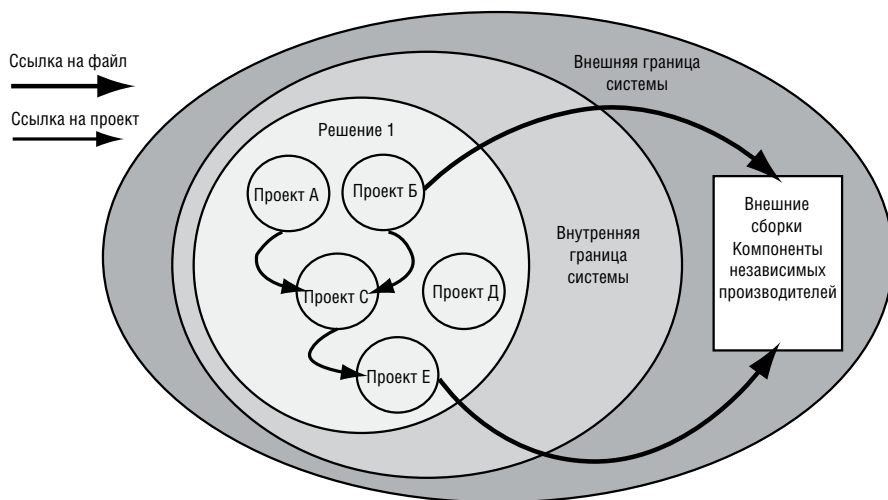 Ссылка на файл
Ссылка на проект
Внешняя граница
системы
Решение 1
Проект А
Проект Б
Внешние
сборки
Компоненты
независимых
производителей
Внутренняя
граница
системы
Проект С
Проект Д
Проект Е